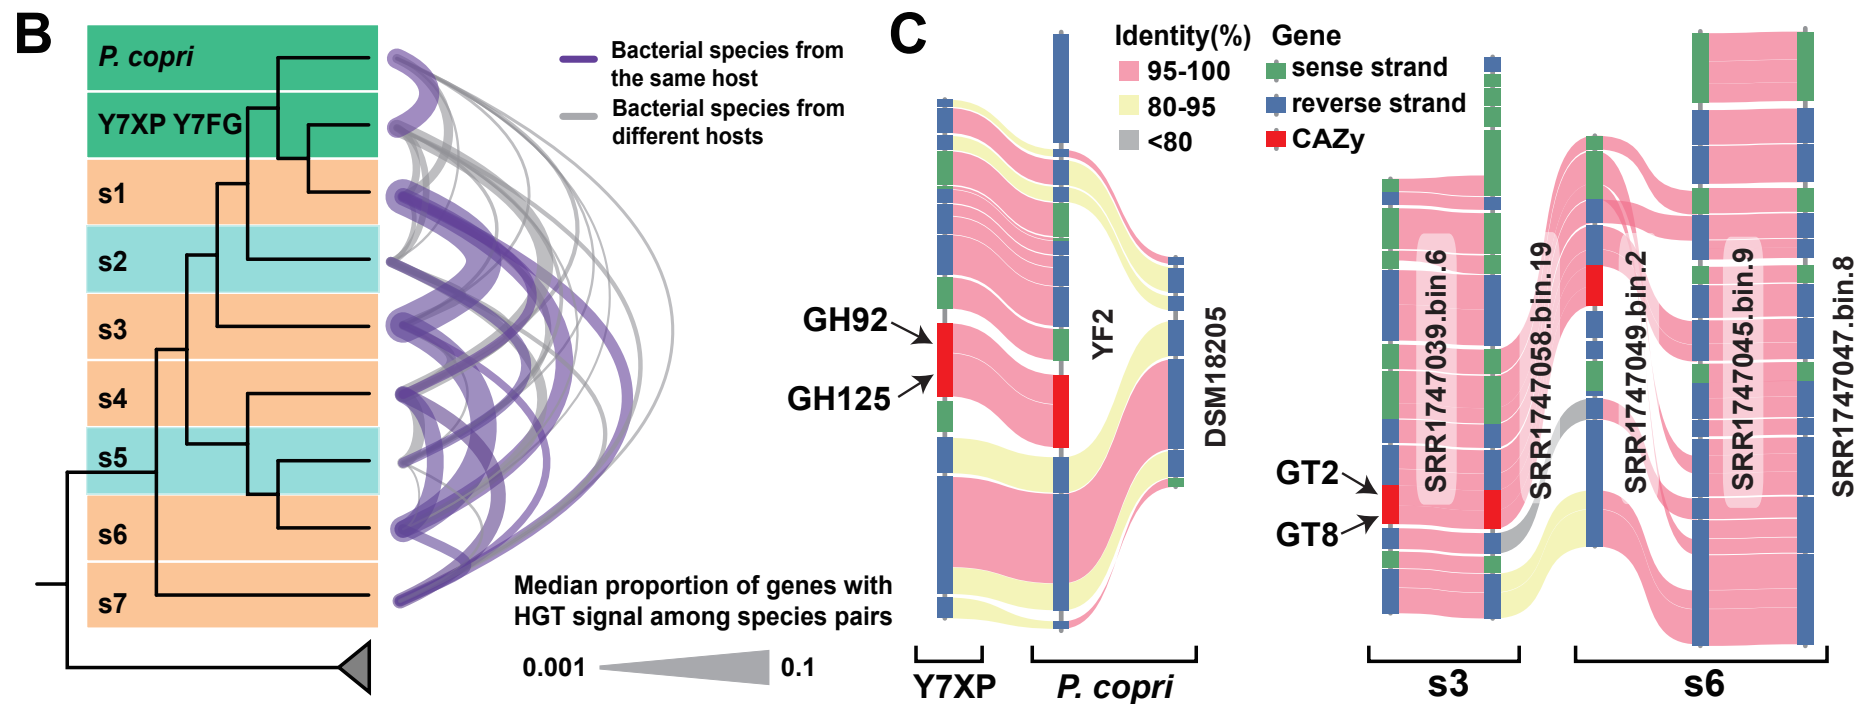 B
P. copri
Y7XP Y7FG
s1
s2
s3
s4
s5
s6
s7
Bacterial species from
the same host
Bacterial species from
different hosts
Median proportion of genes with
HGT signal among species pairs
0.001
0.1
C
Identity(%)
95-100
80-95
<80
Gene
sense strand
reverse strand
CAZy
GH92
GH125
YF2
DSM18205
Y7XP
P. copri
GT2
GT8
SRR1747039.bin.6
SRR1747058.bin.19
SRR1747049.bin.2
SRR1747045.bin.9
SRR1747047.bin.8
s3
s6